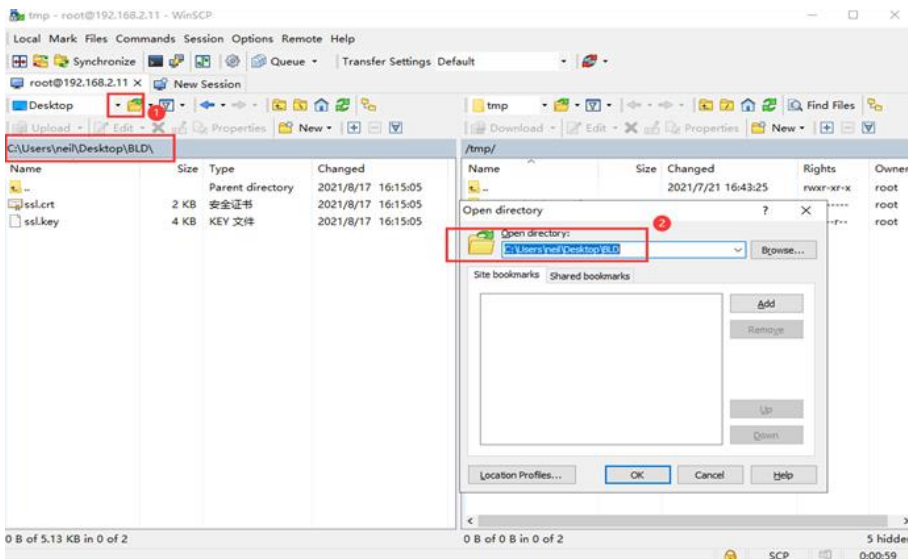 tmp - root@192.168.2.11 - WinSCP
Local Mark Files Commands Session Options Remote Help
Synchronize Queue Transfer Settings Default
root@192.168.2.11 × New Session
Desktop
1
tmp Find Files
Upload Edit Properties New
Download Edit Properties New
C:\Users\neil\Desktop\BLD\
/tmp/
Name Size Type Changed
.. Parent directory 2021/8/17 16:15:05
ssl.crt 2 KB 安全证书 2021/8/17 16:15:05
ssl.key 4 KB KEY 文件 2021/8/17 16:15:05
Name Size Changed Rights Owner
.. 2021/7/21 16:43:25 rwxr-xr-x root
root
root
Open directory ? ×
2
Open directory:
C:\Users\neil\Desktop\BLD
Browse...
Site bookmarks Shared bookmarks
Add
Remove
Up
Down
Location Profiles... OK Cancel Help
0 B of 5.13 KB in 0 of 2
0 B of 0 B in 0 of 2
5 hidden
SCP 0:00:59